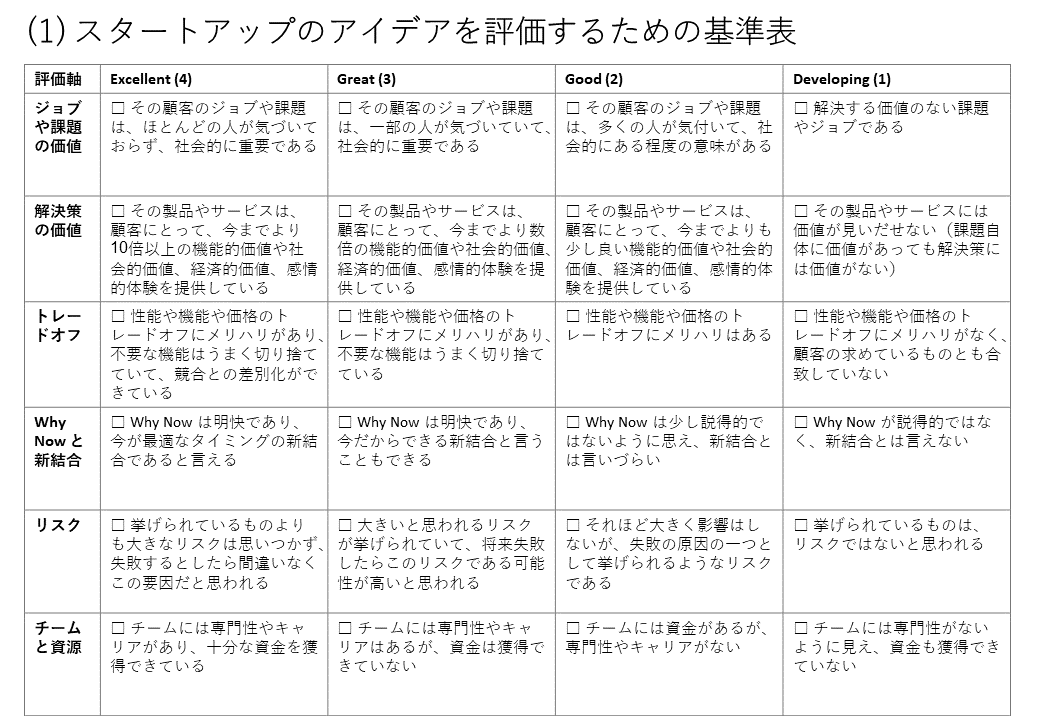 (1) スタートアップのアイデアを評価するための基準表
評価軸
Excellent (4)
Great (3)
Good (2)
Developing (1)
ジョブ
や課題
の価値
□ その顧客のジョブや課題
は、ほとんどの人が気づいて
おらず、社会的に重要である
□ その顧客のジョブや課題
は、一部の人が気づいていて、
社会的に重要である
□ その顧客のジョブや課題
は、多くの人が気付いて、社
会的にある程度の意味がある
□ 解決する価値のない課題
やジョブである
解決策
の価値
□ その製品やサービスは、
顧客にとって、今までより
10倍以上の機能的価値や社
会的価値、経済的価値、感情
的体験を提供している
□ その製品やサービスは、
顧客にとって、今までより数
倍の機能的価値や社会的価値、
経済的価値、感情的体験を提
供している
□ その製品やサービスは、
顧客にとって、今までよりも
少し良い機能的価値や社会的
価値、経済的価値、感情的体
験を提供している
□ その製品やサービスには
価値が見いだせない（課題自
体に価値があっても解決策に
は価値がない）
トレー
ドオフ
□ 性能や機能や価格のト
レードオフにメリハリがあり、
不要な機能はうまく切り捨て
ていて、競合との差別化がで
きている
□ 性能や機能や価格のト
レードオフにメリハリがあり、
不要な機能はうまく切り捨て
ている
□ 性能や機能や価格のト
レードオフにメリハリはある
□ 性能や機能や価格のト
レードオフにメリハリがなく、
顧客の求めているものとも合
致していない
Why
Now と
新結合
□ Why Now は明快であり、
今が最適なタイミングの新結
合であると言える
□ Why Now は明快であり、
今だからできる新結合と言う
こともできる
□ Why Now は少し説得的で
はないように思え、新結合と
は言いづらい
□ Why Now が説得的ではな
く、新結合とは言えない
リスク
□ 挙げられているものより
も大きなリスクは思いつかず、
失敗するとしたら間違いなく
この要因だと思われる
□ 大きいと思われるリスク
が挙げられていて、将来失敗
したらこのリスクである可能
性が高いと思われる
□ それほど大きく影響はし
ないが、失敗の原因の一つと
して挙げられるようなリスク
である
□ 挙げられているものは、
リスクではないと思われる
チーム
と資源
□ チームには専門性やキャ
リアがあり、十分な資金を獲
得できている
□ チームには専門性やキャ
リアはあるが、資金は獲得で
きていない
□ チームには資金があるが、
専門性やキャリアがない
□ チームには専門性がない
ように見え、資金も獲得でき
ていない